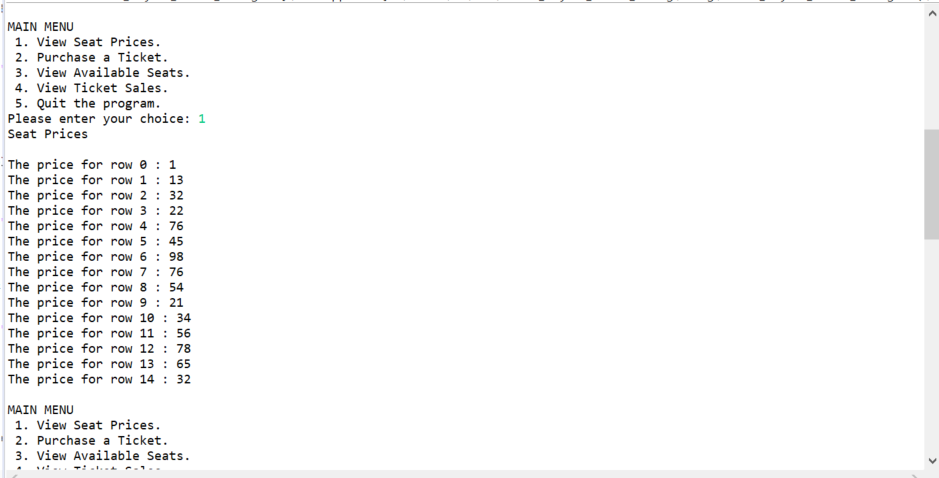 MAIN MENU
1. View Seat Prices.
2. Purchase a Ticket.
3. View Available Seats.
4. View Ticket Sales.
5. Quit the program.
Please enter your choice: 1
Seat Prices
The price for row 0 : 1
The price for row 1 : 13
The price for row 2 : 32
The price for row 3 : 22
The price for row 4 : 76
The price for row 5 : 45
The price for row 6 : 98
The price for row 7 : 76
The price for row 8 : 54
The price for row 9 : 21
The price for row 10 : 34
The price for row 11 : 56
The price for row 12 : 78
The price for row 13 : 65
The price for row 14 : 32
MAIN MENU
1. View Seat Prices.
2. Purchase a Ticket.
3. View Available Seats.
4. View Ticket Sales.